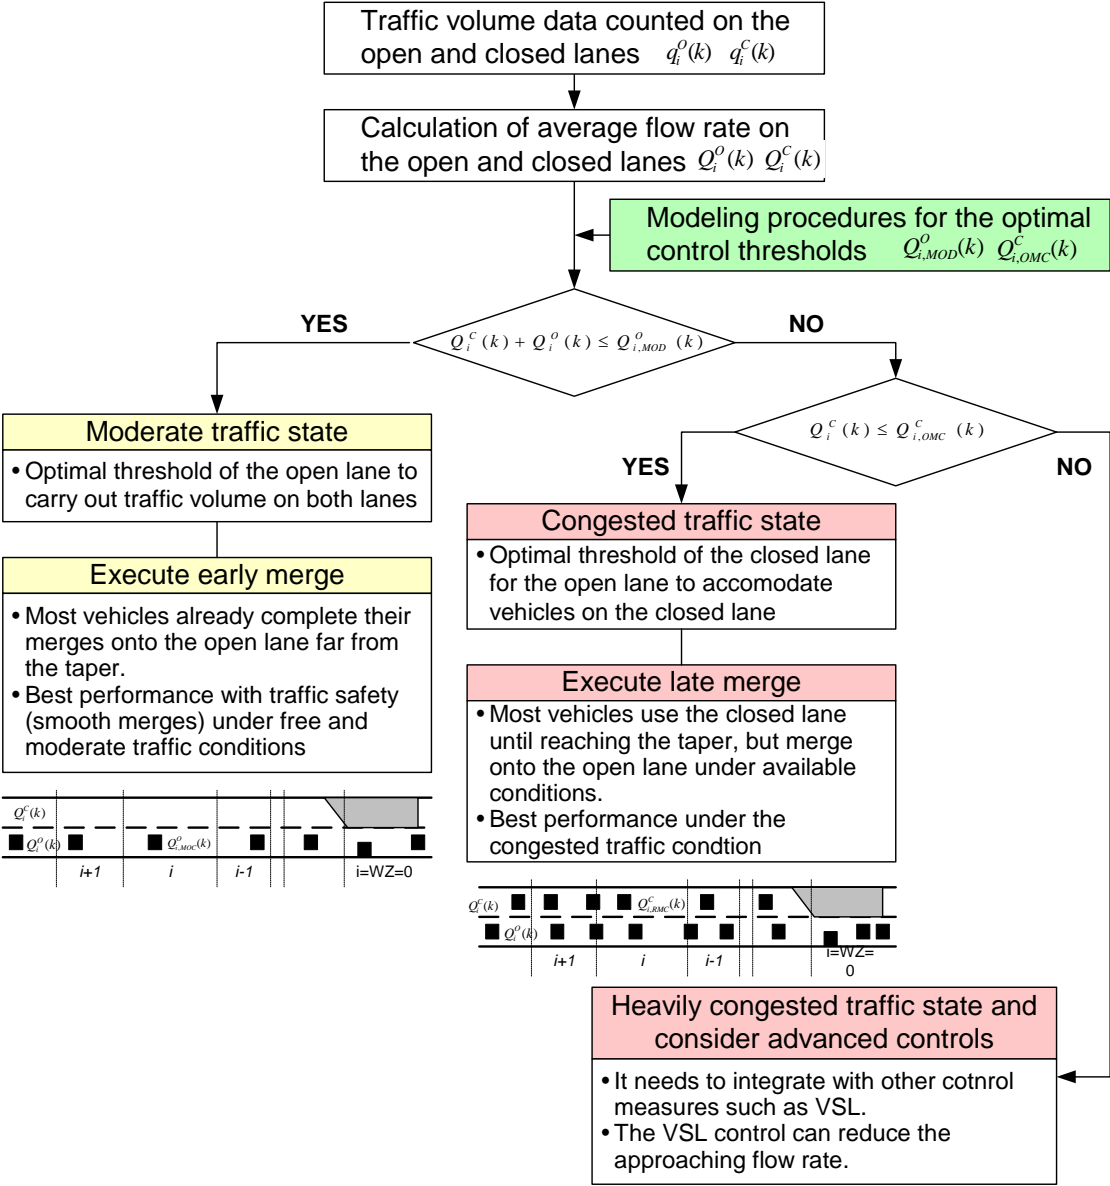 Traffic volume data counted on the
open and closed lanes q_i^O(k) q_i^C(k)
Calculation of average flow rate on
the open and closed lanes Q_i^O(k) Q_i^C(k)
Modeling procedures for the optimal
control thresholds Q_{i,MOD}^O(k) Q_{i,OMC}^C(k)
YES
NO
Q_i^C(k) + Q_i^O(k) ≤ Q_{i,MOD}^O(k)
Q_i^C(k) ≤ Q_{i,OMC}^C(k)
YES
NO
Moderate traffic state
• Optimal threshold of the open lane to
carry out traffic volume on both lanes
Execute early merge
• Most vehicles already complete their
merges onto the open lane far from
the taper.
• Best performance with traffic safety
(smooth merges) under free and
moderate traffic conditions
Q_i^C(k)
Q_i^O(k) Q_{i,MOC}^O(k)
i+1 i i-1 i=WZ=0
Congested traffic state
• Optimal threshold of the closed lane
for the open lane to accomodate
vehicles on the closed lane
Execute late merge
• Most vehicles use the closed lane
until reaching the taper, but merge
onto the open lane under available
conditions.
• Best performance under the
congested traffic condtion
Q_i^C(k) Q_{i,RMC}^C(k)
Q_i^O(k)
i+1 i i-1 i=WZ=
0
Heavily congested traffic state and
consider advanced controls
• It needs to integrate with other cotnrol
measures such as VSL.
• The VSL control can reduce the
approaching flow rate.